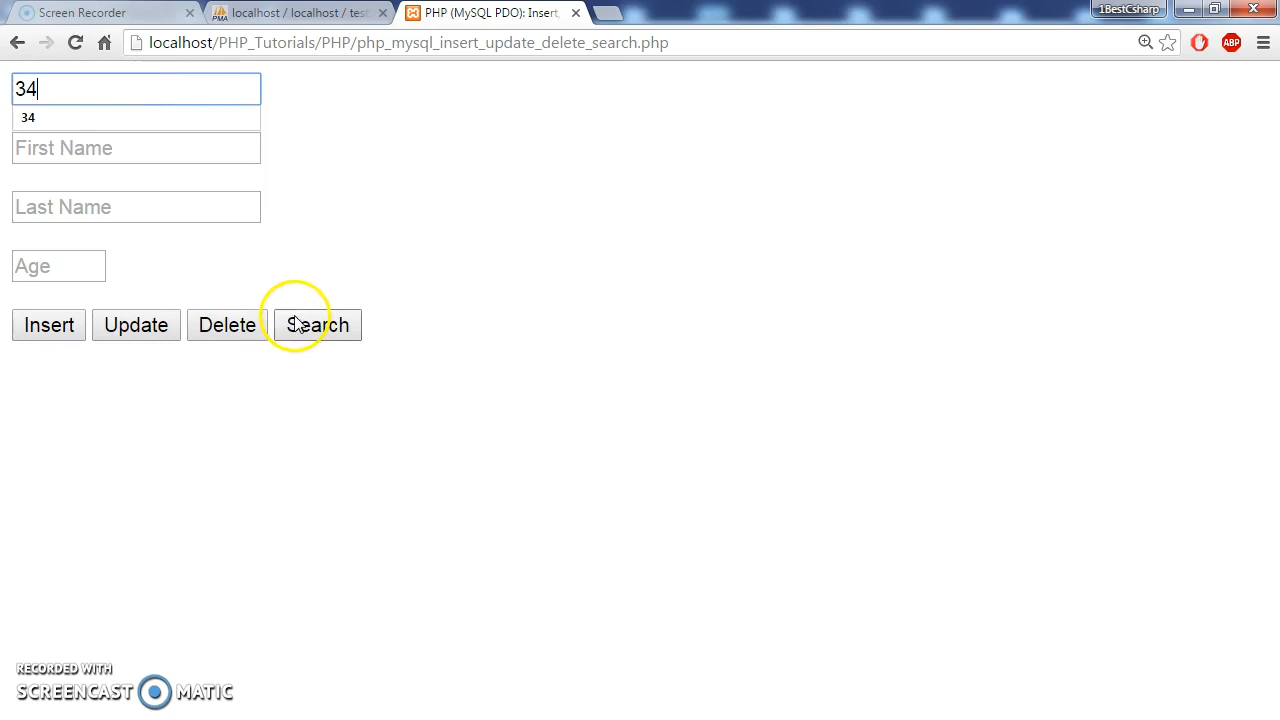 Screen Recorder
localhost / localhost / test
PHP (MySQL PDO): Insert,
1BestCsharp
localhost/PHP_Tutorials/PHP/php_mysql_insert_update_delete_search.php
ABP
34
34
First Name
Last Name
Age
Insert Update Delete Search
RECORDED WITH
SCREENCAST MATIC